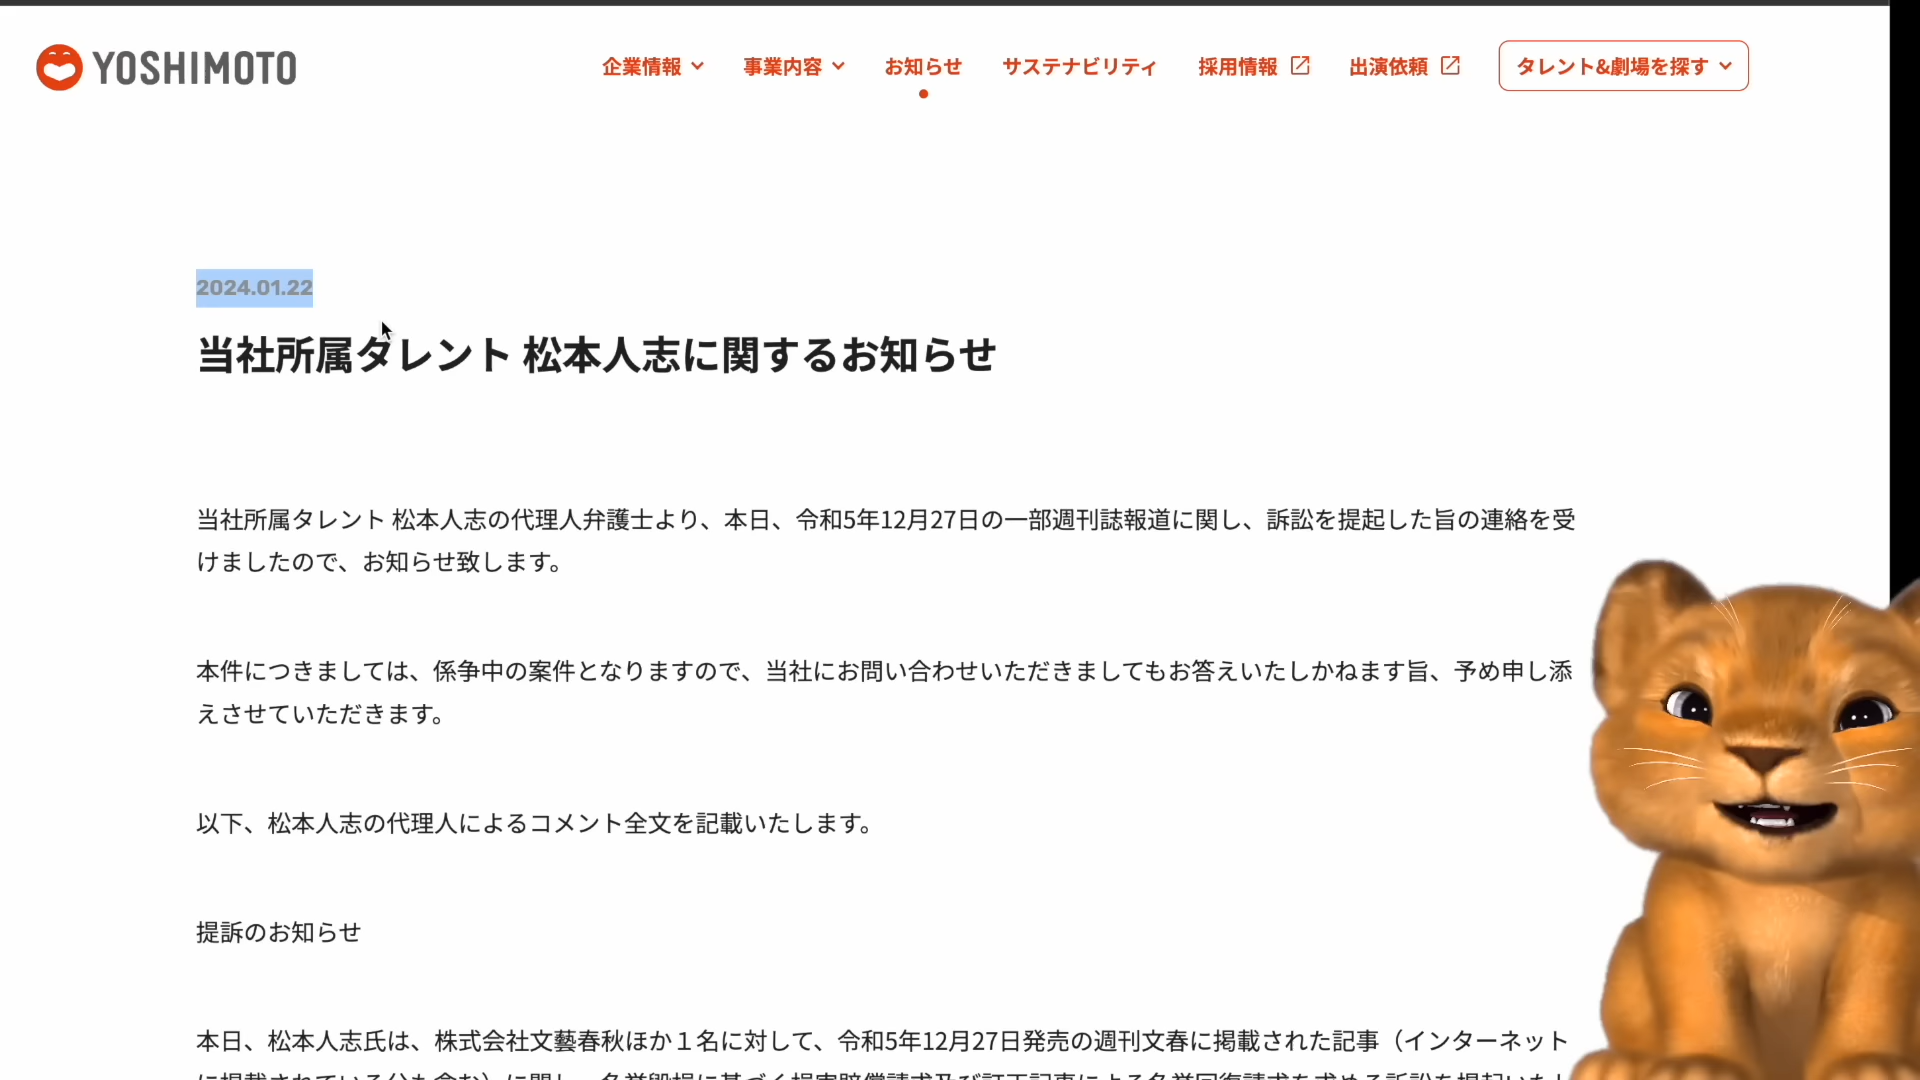 YOSHIMOTO
企業情報 事業内容 お知らせ サステナビリティ 採用情報 出演依頼 タレント&劇場を探す
2024.01.22
当社所属タレント 松本人志に関するお知らせ
当社所属タレント 松本人志の代理人弁護士より、本日、令和5年12月27日の一部週刊誌報道に関し、訴訟を提起した旨の連絡を受
けましたので、お知らせ致します。
本件につきましては、係争中の案件となりますので、当社にお問い合わせいただきましてもお答えいたしかねます旨、予め申し添
えさせていただきます。
以下、松本人志の代理人によるコメント全文を記載いたします。
提訴のお知らせ
本日、松本人志氏は、株式会社文藝春秋ほか１名に対して、令和5年12月27日発売の週刊文春に掲載された記事（インターネット